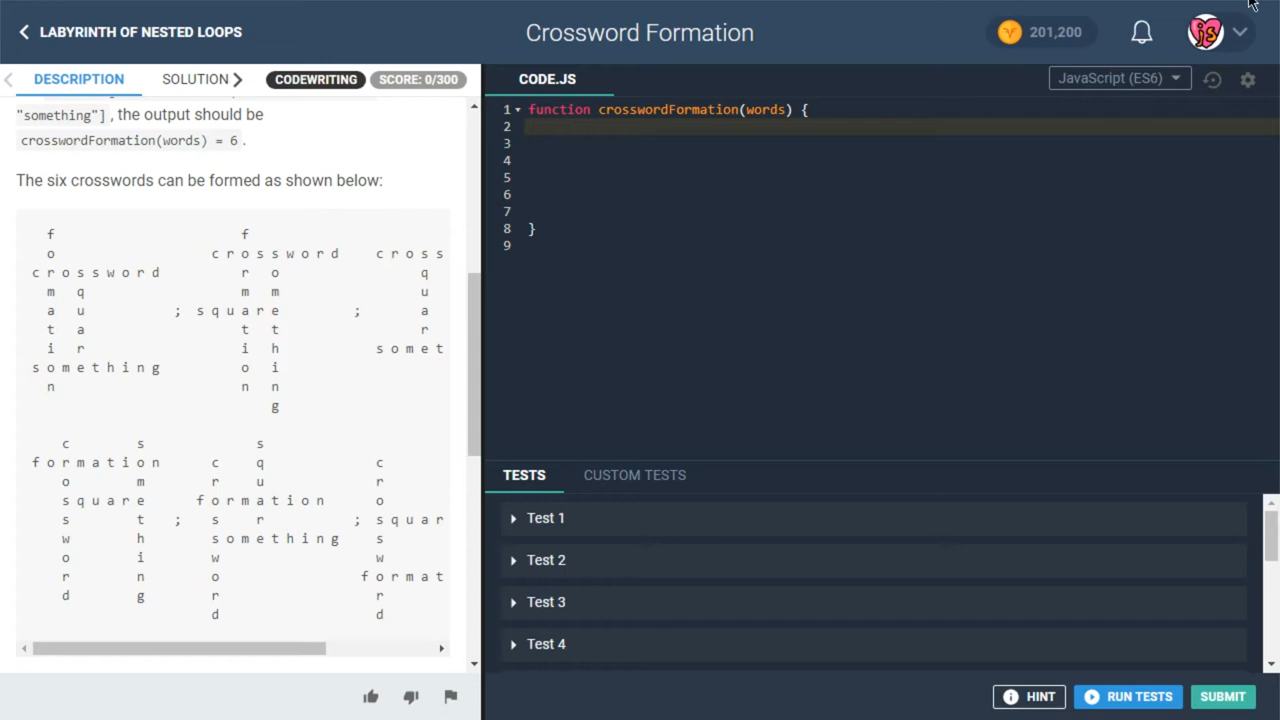 LABYRINTH OF NESTED LOOPS
Crossword Formation
201,200
DESCRIPTION
SOLUTION
CODEWRITING
SCORE: 0/300
CODE.JS
JavaScript (ES6)
"something"], the output should be
crosswordFormation(words) = 6.
The six crosswords can be formed as shown below:
f f
o c r o s s w o r d c r o s s
c r o s s w o r d r o q
m q m m u
a u ; s q u a r e ; a
t a t t r
i r i h s o m e t
s o m e t h i n g o i
n n n
g
c s s
f o r m a t i o n c q c
o m r u r
s q u a r e f o r m a t i o n o
s t ; s r ; s q u a r
w h s o m e t h i n g s
o i w w
r n o f o r m a t
d g r r
d d
1 function crosswordFormation(words) {
2
3
4
5
6
7
8 }
9
TESTS
CUSTOM TESTS
Test 1
Test 2
Test 3
Test 4
HINT
RUN TESTS
SUBMIT